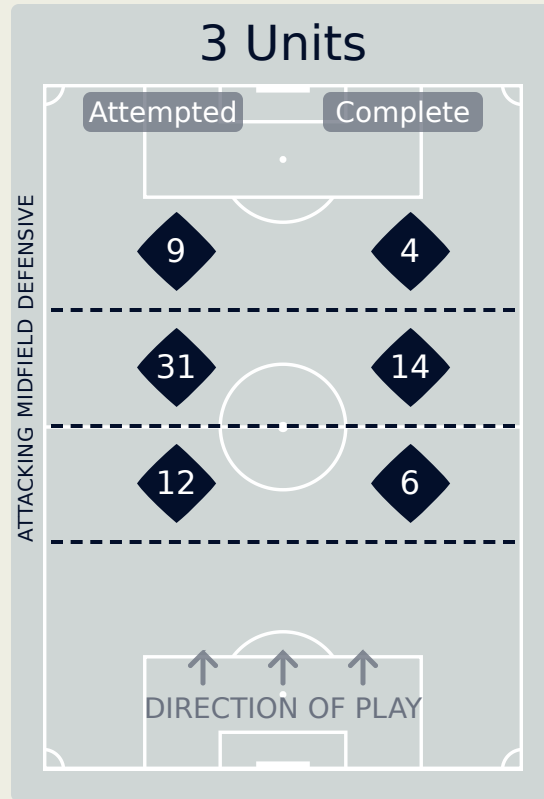 3 Units
Attempted Complete
ATTACKING MIDFIELD DEFENSIVE
9 4
31 14
12 6
DIRECTION OF PLAY